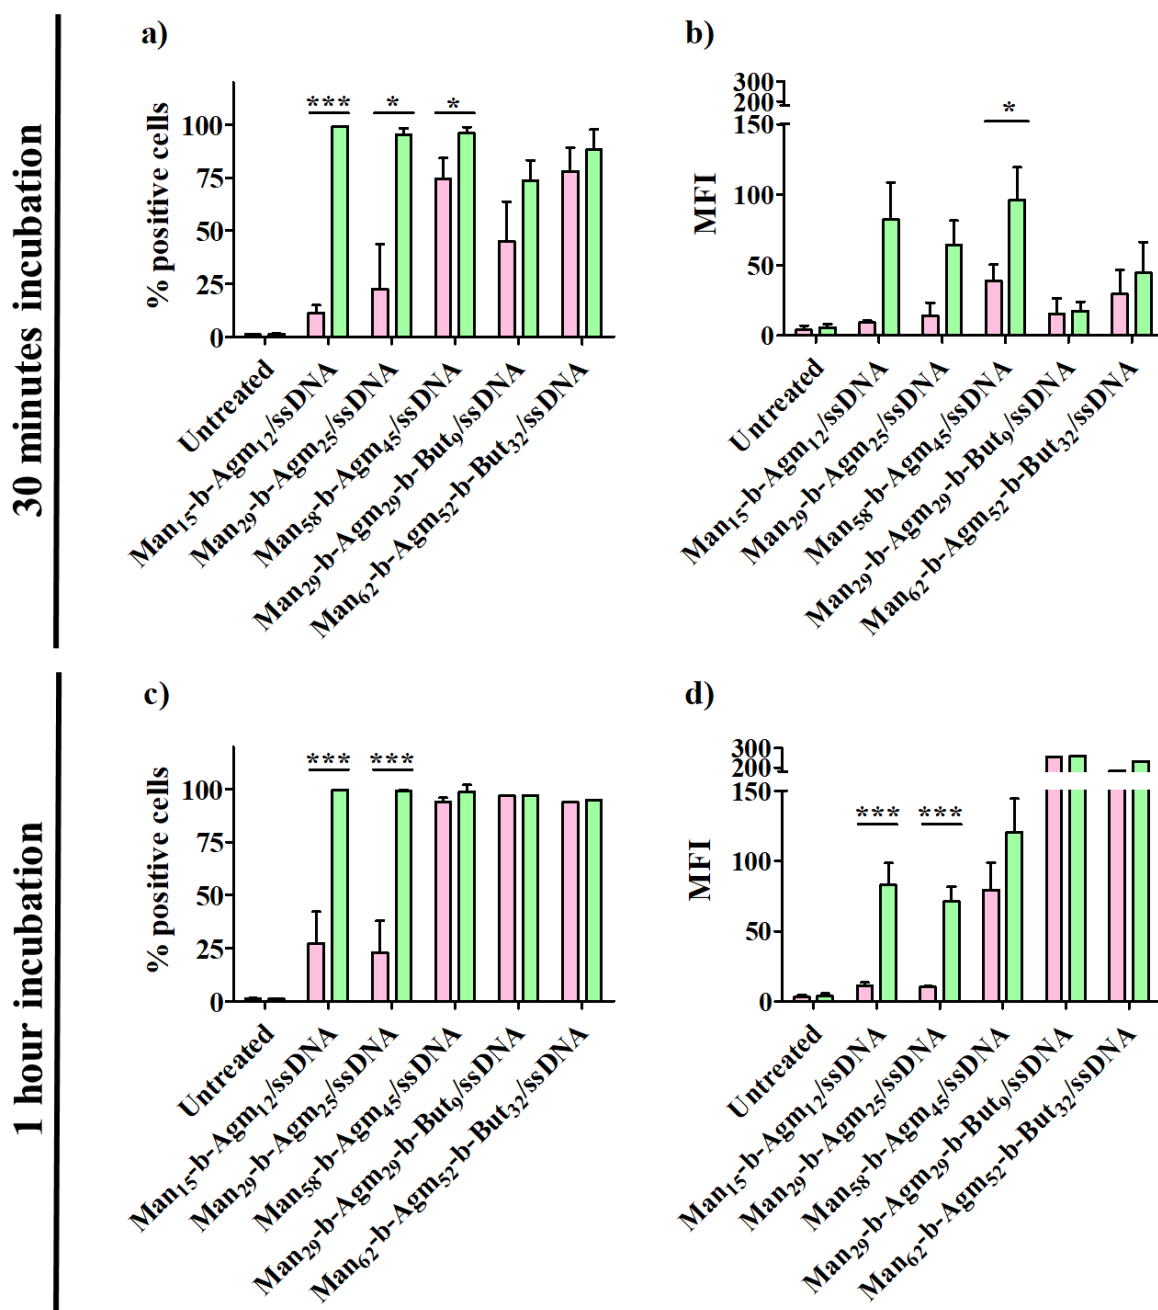 30 minutes incubation
a)
% positive cells
100
75
50
25
0
***
*
*
Untreated
Man₁₅-b-Agm₁₂/ssDNA
Man₂₉-b-Agm₂₅/ssDNA
Man₅₈-b-Agm₄₅/ssDNA
Man₂₉-b-Agm₂₉-b-But₉/ssDNA
Man₆₂-b-Agm₅₂-b-But₃₂/ssDNA
b)
MFI
300
200
150
100
50
0
*
Untreated
Man₁₅-b-Agm₁₂/ssDNA
Man₂₉-b-Agm₂₅/ssDNA
Man₅₈-b-Agm₄₅/ssDNA
Man₂₉-b-Agm₂₉-b-But₉/ssDNA
Man₆₂-b-Agm₅₂-b-But₃₂/ssDNA
1 hour incubation
c)
% positive cells
100
75
50
25
0
***
***
Untreated
Man₁₅-b-Agm₁₂/ssDNA
Man₂₉-b-Agm₂₅/ssDNA
Man₅₈-b-Agm₄₅/ssDNA
Man₂₉-b-Agm₂₉-b-But₉/ssDNA
Man₆₂-b-Agm₅₂-b-But₃₂/ssDNA
d)
MFI
300
200
150
100
50
0
***
***
Untreated
Man₁₅-b-Agm₁₂/ssDNA
Man₂₉-b-Agm₂₅/ssDNA
Man₅₈-b-Agm₄₅/ssDNA
Man₂₉-b-Agm₂₉-b-But₉/ssDNA
Man₆₂-b-Agm₅₂-b-But₃₂/ssDNA